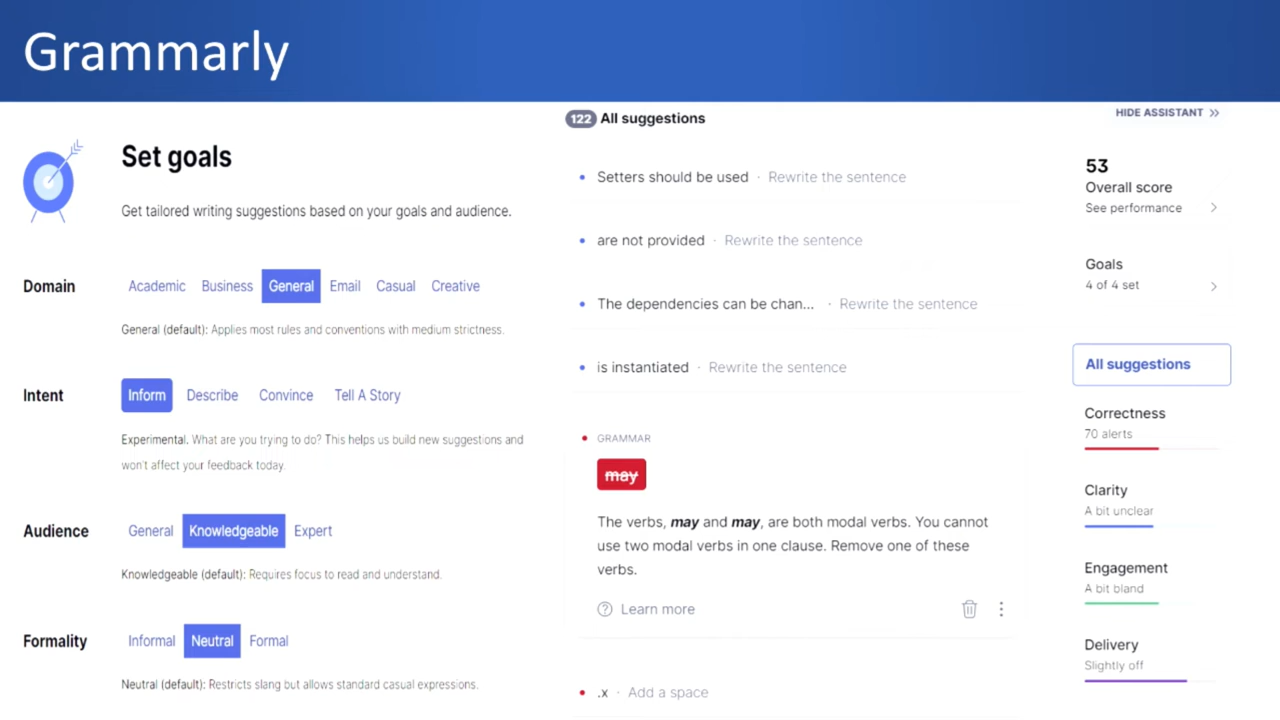 Grammarly
Set goals
Get tailored writing suggestions based on your goals and audience.
Domain
Academic Business General Email Casual Creative
General (default): Applies most rules and conventions with medium strictness.
Intent
Inform Describe Convince Tell A Story
Experimental. What are you trying to do? This helps us build new suggestions and
won't affect your feedback today.
Audience
General Knowledgeable Expert
Knowledgeable (default): Requires focus to read and understand.
Formality
Informal Neutral Formal
Neutral (default): Restricts slang but allows standard casual expressions.
122 All suggestions
Setters should be used · Rewrite the sentence
are not provided · Rewrite the sentence
The dependencies can be chan... · Rewrite the sentence
is instantiated · Rewrite the sentence
GRAMMAR
may
The verbs, may and may, are both modal verbs. You cannot
use two modal verbs in one clause. Remove one of these
verbs.
Learn more
.x · Add a space
HIDE ASSISTANT
53
Overall score
See performance
Goals
4 of 4 set
All suggestions
Correctness
70 alerts
Clarity
A bit unclear
Engagement
A bit bland
Delivery
Slightly off